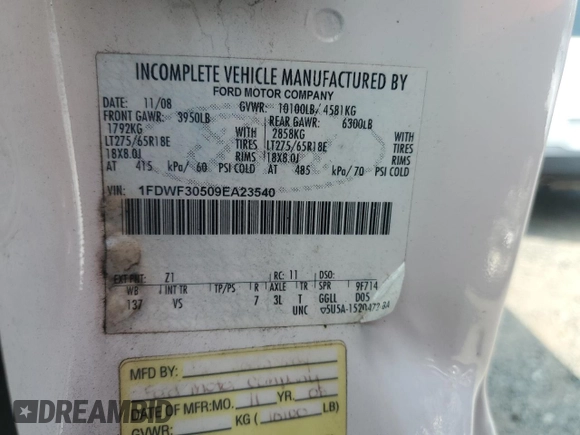 INCOMPLETE VEHICLE MANUFACTURED BY
FORD MOTOR COMPANY
DATE: 11/08 GVWR: 10100LB/ 4581KG
FRONT GAWR: 3950LB REAR GAWR: 6300LB
1792KG WITH 2858KG WITH
LT275/65R18E TIRES LT275/65R18E TIRES
18X8.0J RIMS 18X8.0J RIMS
AT 415 kPa/ 60 PSI COLD AT 485 kPa/ 70 PSI COLD
VIN: 1FDWF30509EA23540
EXT PNT: Z1 RC: 11 DSO:
WB INT TR TP/PS R AXLE TR SPR 9F714
137 VS 7 3L T GGLL D05
UNC
MFD BY:
Ford Motor Company
DATE OF MFR: MO. 11 YR. 08
GVWR: KG ( 10100 LB)
DREAMBID